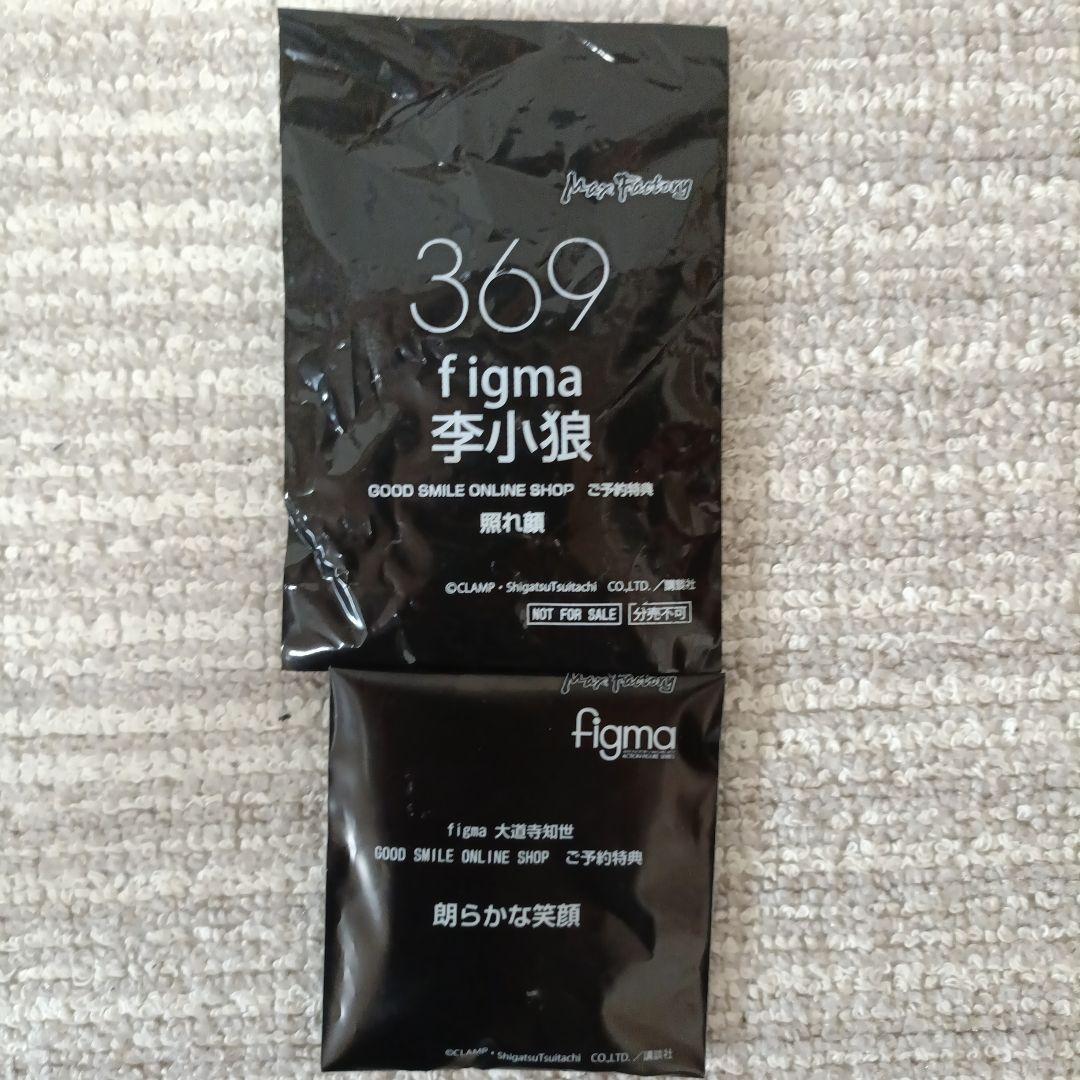 Max Factory
369
figma
李小狼
GOOD SMILE ONLINE SHOP ご予約特典
照れ顔
©CLAMP・ShigatsuTsuitachi CO.,LTD.／講談社
NOT FOR SALE 分売不可
Max Factory
figma
figma 大道寺知世
GOOD SMILE ONLINE SHOP ご予約特典
朗らかな笑顔
©CLAMP・ShigatsuTsuitachi CO.,LTD.／講談社